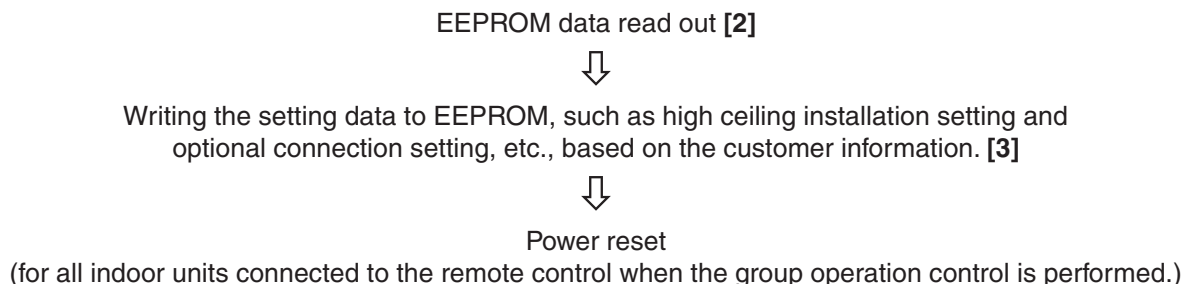 EEPROM data read out [2]
Writing the setting data to EEPROM, such as high ceiling installation setting and
optional connection setting, etc., based on the customer information. [3]
Power reset
(for all indoor units connected to the remote control when the group operation control is performed.)